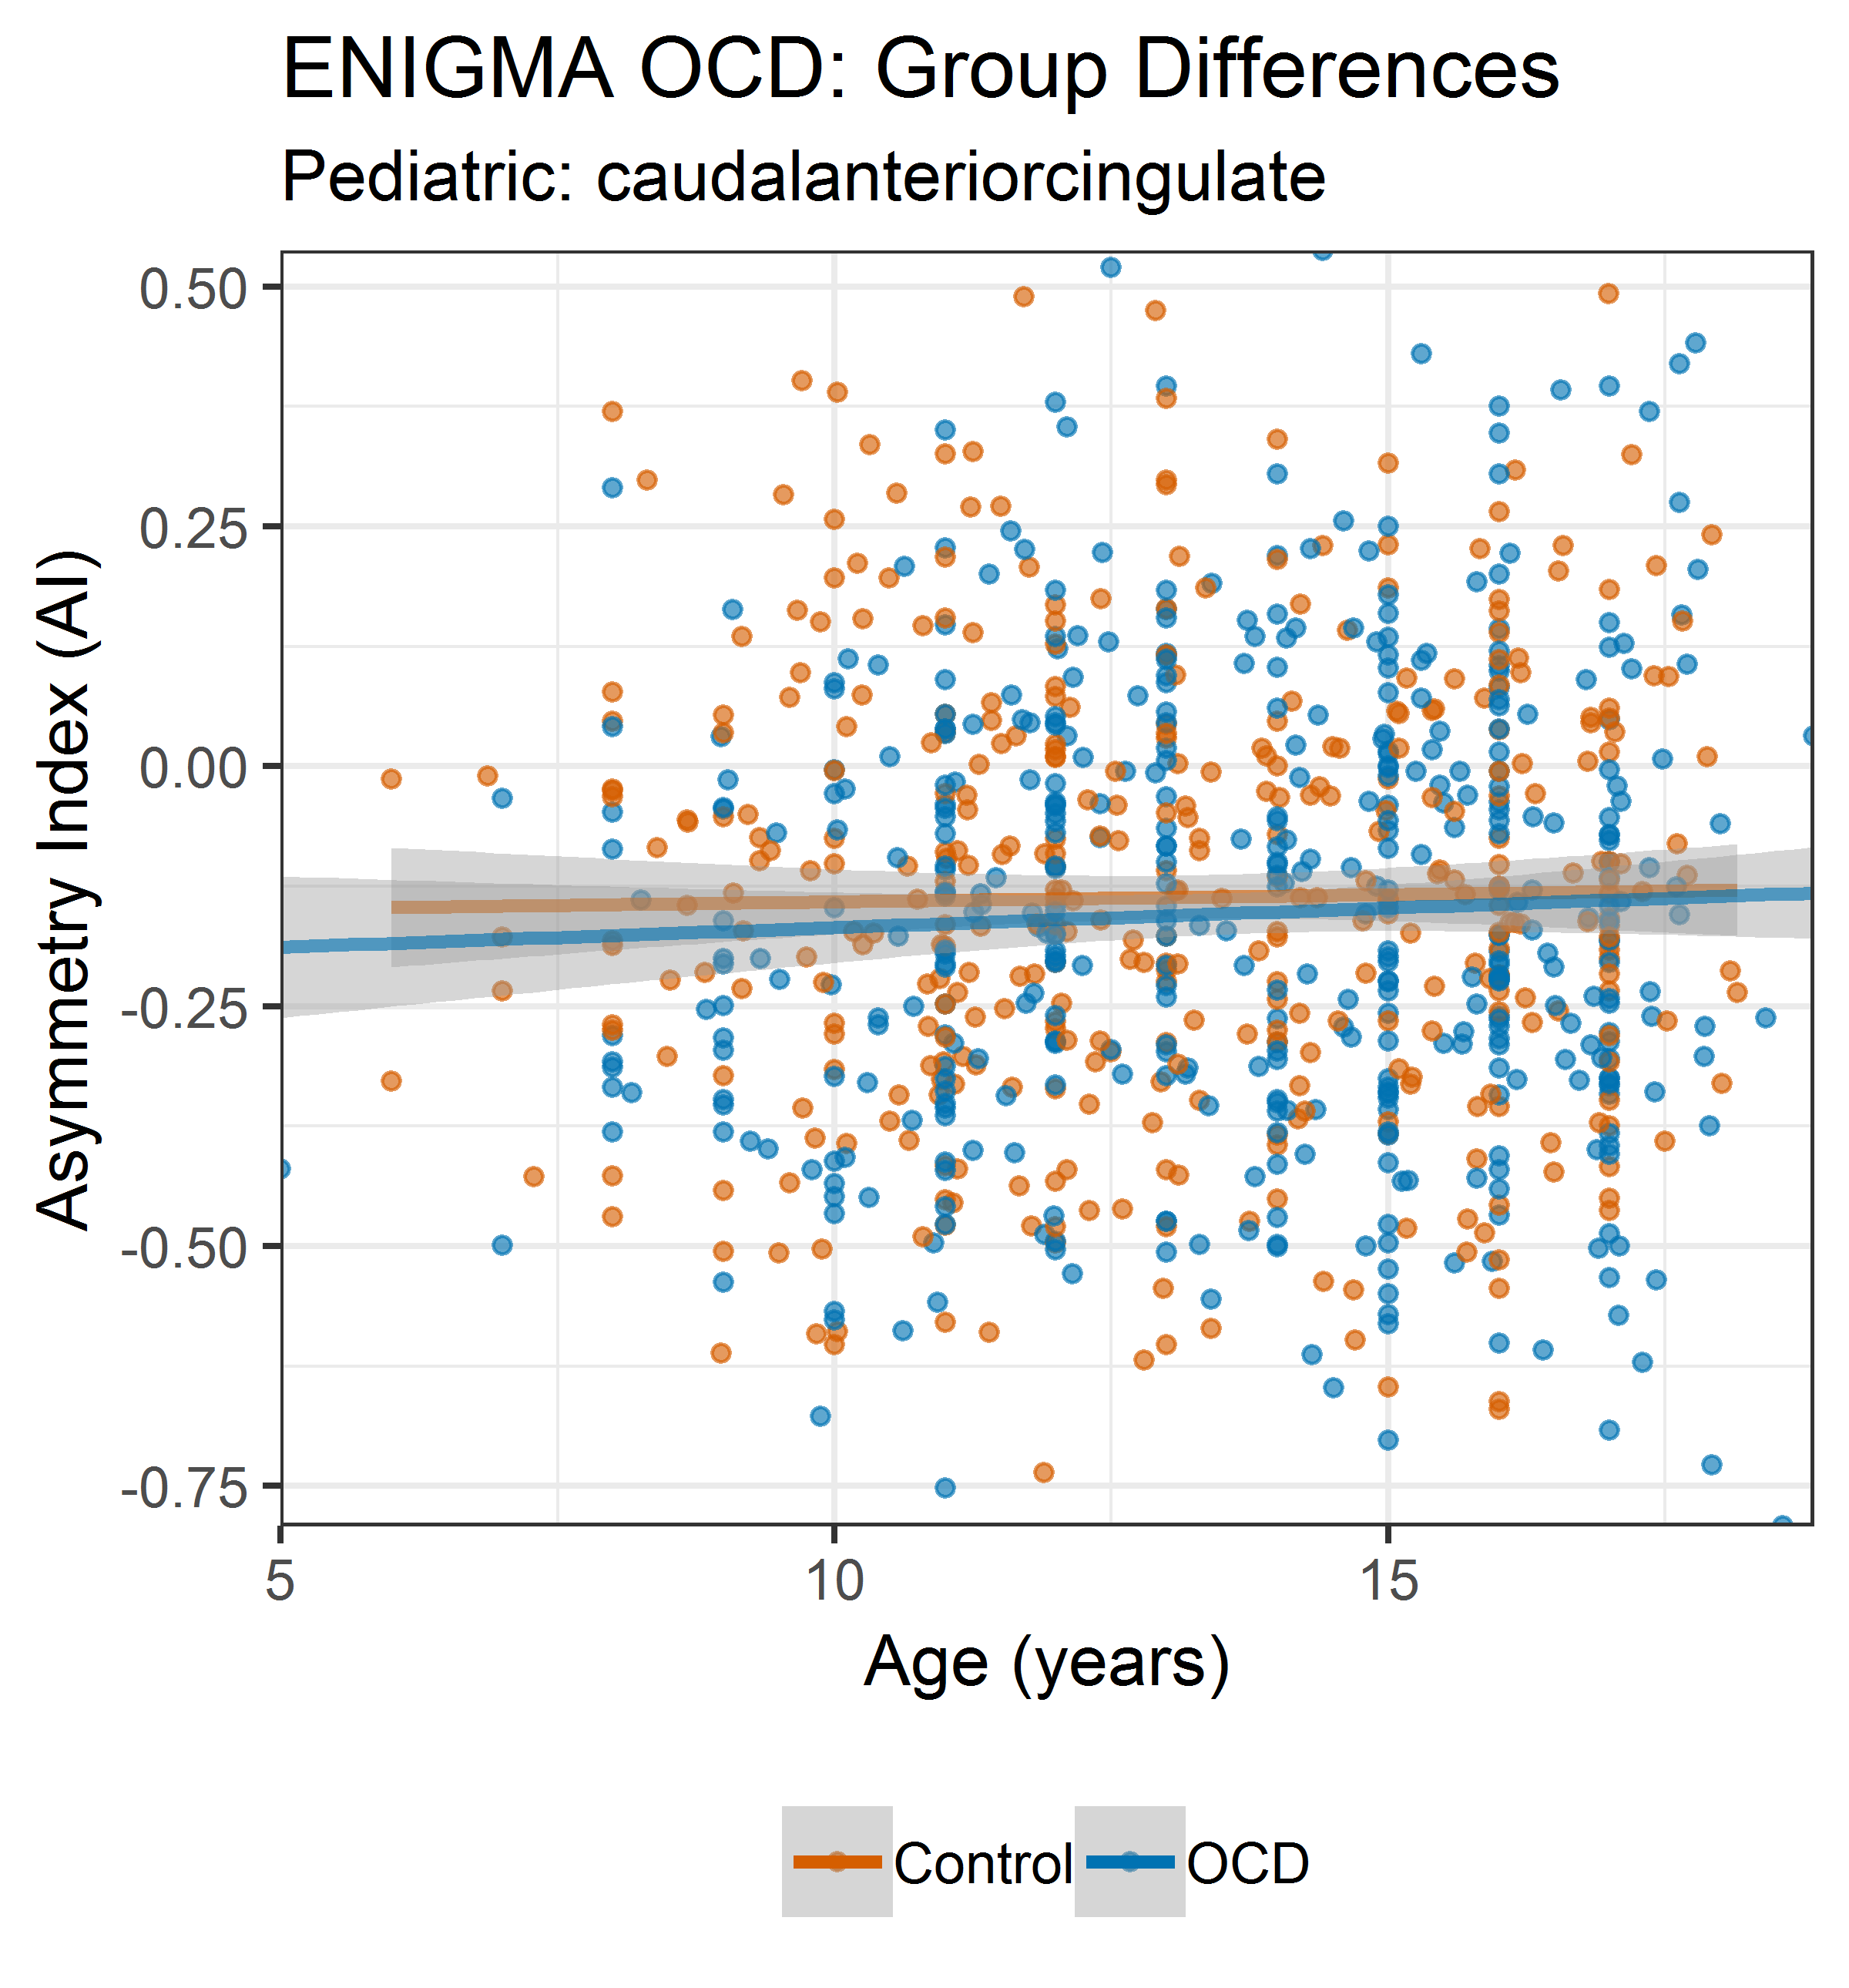 ENIGMA OCD: Group Differences
Pediatric: caudalanteriorcingulate
Asymmetry Index (AI)
0.50
0.25
0.00
-0.25
-0.50
-0.75
5 10 15
Age (years)
Control OCD